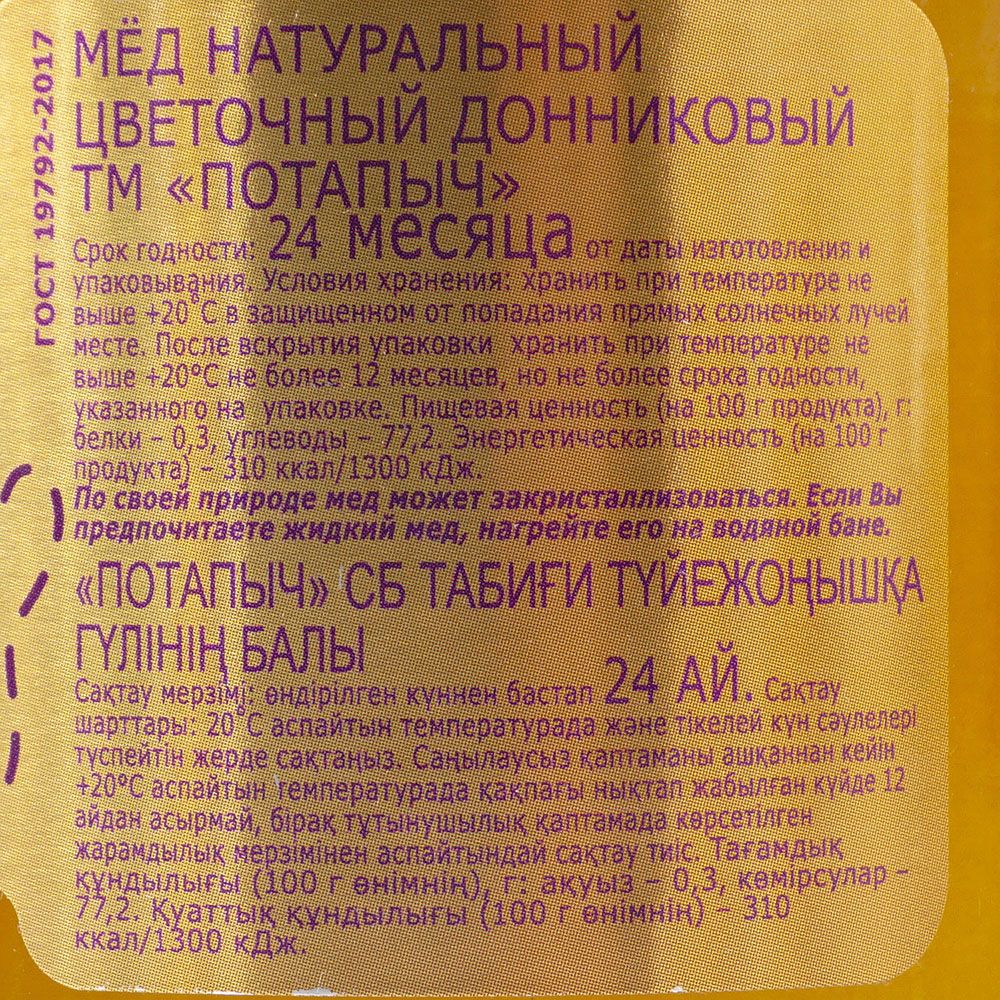 ГОСТ 19792-2017
МЁД НАТУРАЛЬНЫЙ
ЦВЕТОЧНЫЙ ДОННИКОВЫЙ
ТМ «ПОТАПЫЧ»
Срок годности: 24 месяца от даты изготовления и
упаковывания. Условия хранения: хранить при температуре не
выше +20°С в защищенном от попадания прямых солнечных лучей
месте. После вскрытия упаковки хранить при температуре не
выше +20°С не более 12 месяцев, но не более срока годности,
указанного на упаковке. Пищевая ценность (на 100 г продукта), г:
белки – 0,3, углеводы – 77,2. Энергетическая ценность (на 100 г
продукта) – 310 ккал/1300 кДж.
По своей природе мед может закристаллизоваться. Если Вы
предпочитаете жидкий мед, нагрейте его на водяной бане.
«ПОТАПЫЧ» СБ ТАБИҒИ ТҮЙЕЖОҢЫШҚА
ГҮЛІНІҢ БАЛЫ
Сақтау мерзімі: өндірілген күннен бастап 24 АЙ. Сақтау
шарттары: 20°С аспайтын температурада және тікелей күн сәулелері
түспейтін жерде сақтаңыз. Саңылаусыз қаптаманы ашқаннан кейін
+20°С аспайтын температурада қақпағы нықтап жабылған күйде 12
айдан асырмай, бірақ тұтынушылық қаптамада көрсетілген
жарамдылық мерзімінен аспайтындай сақтау тиіс. Тағамдық
құндылығы (100 г өнімнің), г: ақуыз – 0,3, көмірсулар –
77,2. Қуаттық құндылығы (100 г өнімнің) – 310
ккал/1300 кДж.